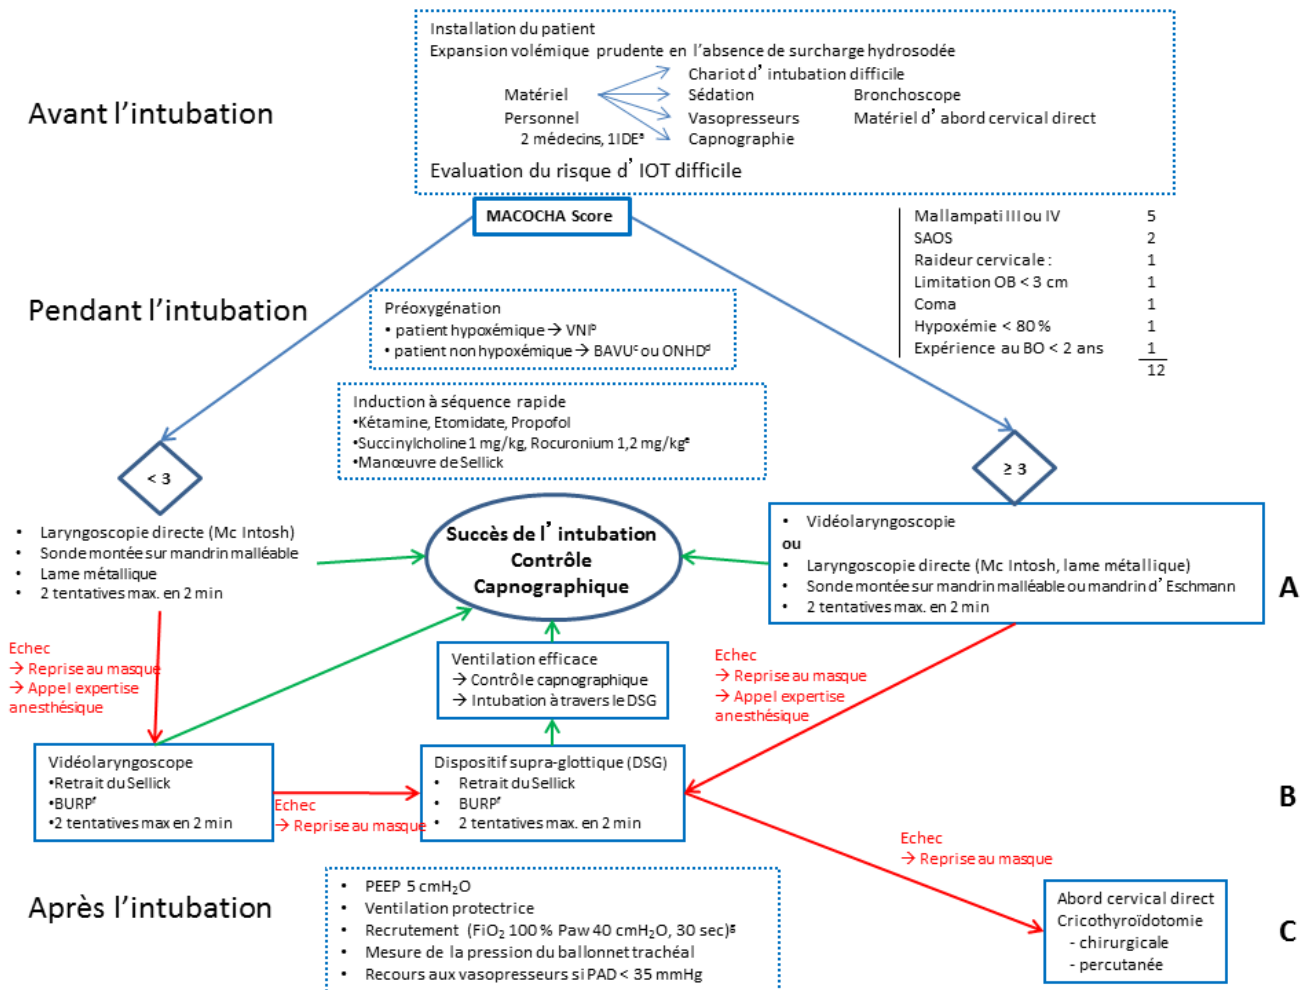 Avant l'intubation
Installation du patient
Expansion volémique prudente en l'absence de surcharge hydrosodée
Chariot d' intubation difficile
Matériel Sédation Bronchoscope
Personnel Vasopresseurs Matériel d' abord cervical direct
2 médecins, 1IDEᵃ Capnographie
Evaluation du risque d' IOT difficile
MACOCHA Score
Mallampati III ou IV 5
SAOS 2
Raideur cervicale : 1
Limitation OB < 3 cm 1
Coma 1
Hypoxémie < 80 % 1
Expérience au BO < 2 ans 1
12
Pendant l'intubation
Préoxygénation
• patient hypoxémique → VNIᵇ
• patient non hypoxémique → BAVUᶜ ou ONHDᵈ
Induction à séquence rapide
•Kétamine, Etomidate, Propofol
•Succinylcholine 1 mg/kg, Rocuronium 1,2 mg/kgᵉ
•Manœuvre de Sellick
< 3
≥ 3
• Laryngoscopie directe (Mc Intosh)
• Sonde montée sur mandrin malléable
• Lame métallique
• 2 tentatives max. en 2 min
Succès de l' intubation
Contrôle
Capnographique
• Vidéolaryngoscopie
ou
• Laryngoscopie directe (Mc Intosh, lame métallique)
• Sonde montée sur mandrin malléable ou mandrin d' Eschmann
• 2 tentatives max. en 2 min
A
Echec
→ Reprise au masque
→ Appel expertise
anesthésique
Ventilation efficace
→ Contrôle capnographique
→ Intubation à travers le DSG
Echec
→ Reprise au masque
→ Appel expertise
anesthésique
Vidéolaryngoscope
•Retrait du Sellick
•BURPᶠ
•2 tentatives max en 2 min
Echec
→ Reprise au masque
Dispositif supra-glottique (DSG)
• Retrait du Sellick
• BURPᶠ
• 2 tentatives max. en 2 min
B
Echec
→ Reprise au masque
Après l'intubation
• PEEP 5 cmH₂O
• Ventilation protectrice
• Recrutement (FiO₂ 100 % Paw 40 cmH₂O, 30 sec)ᵍ
• Mesure de la pression du ballonnet trachéal
• Recours aux vasopresseurs si PAD < 35 mmHg
Abord cervical direct
Cricothyroïdotomie
- chirurgicale
- percutanée
C